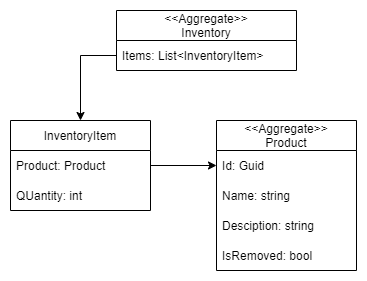 <<Aggregate>>
Inventory
Items: List<InventoryItem>
InventoryItem
Product: Product
QUantity: int
<<Aggregate>>
Product
Id: Guid
Name: string
Desciption: string
IsRemoved: bool